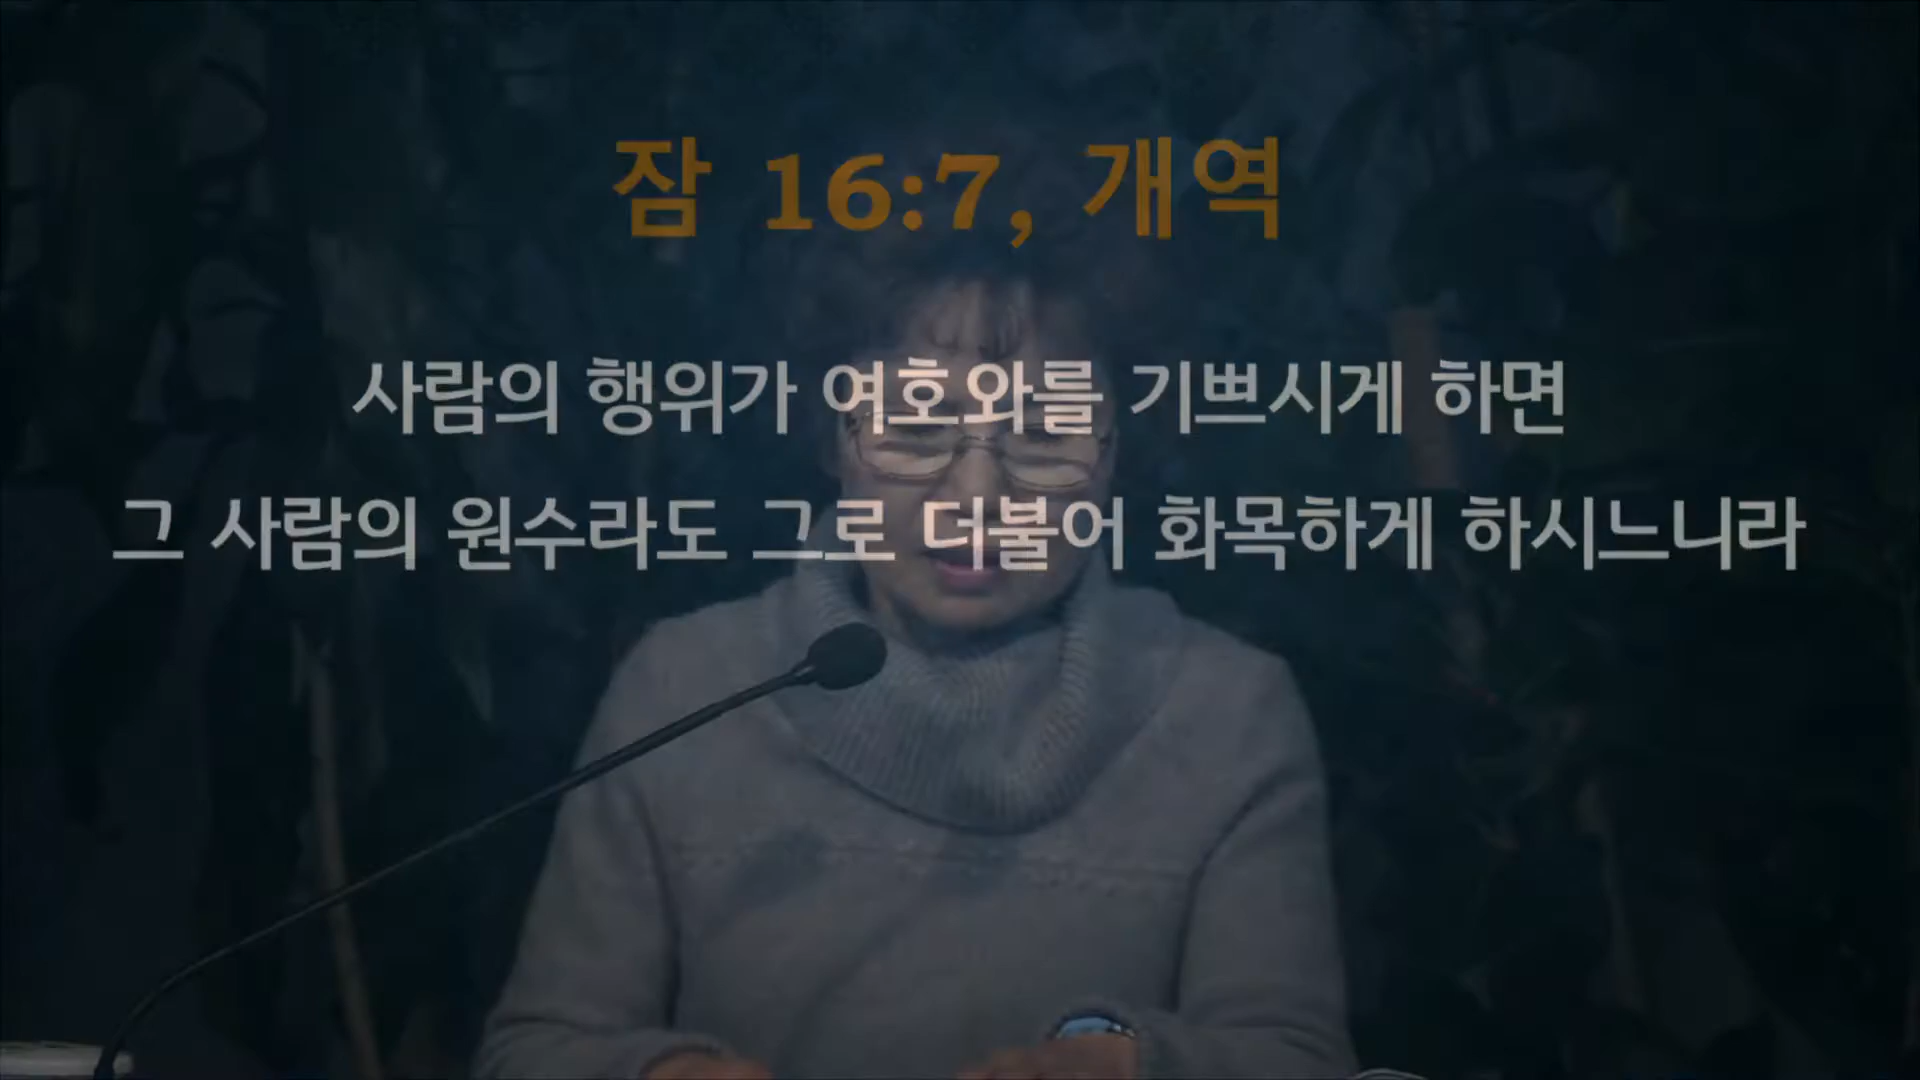 잠 16:7, 개역
사람의 행위가 여호와를 기쁘시게 하면
그 사람의 원수라도 그로 더불어 화목하게 하시느니라